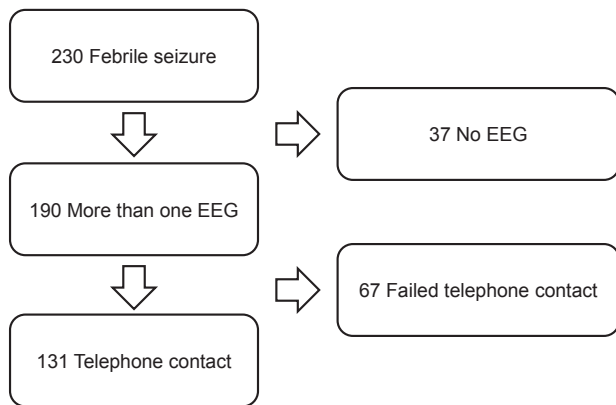 230 Febrile seizure
37 No EEG
190 More than one EEG
67 Failed telephone contact
131 Telephone contact